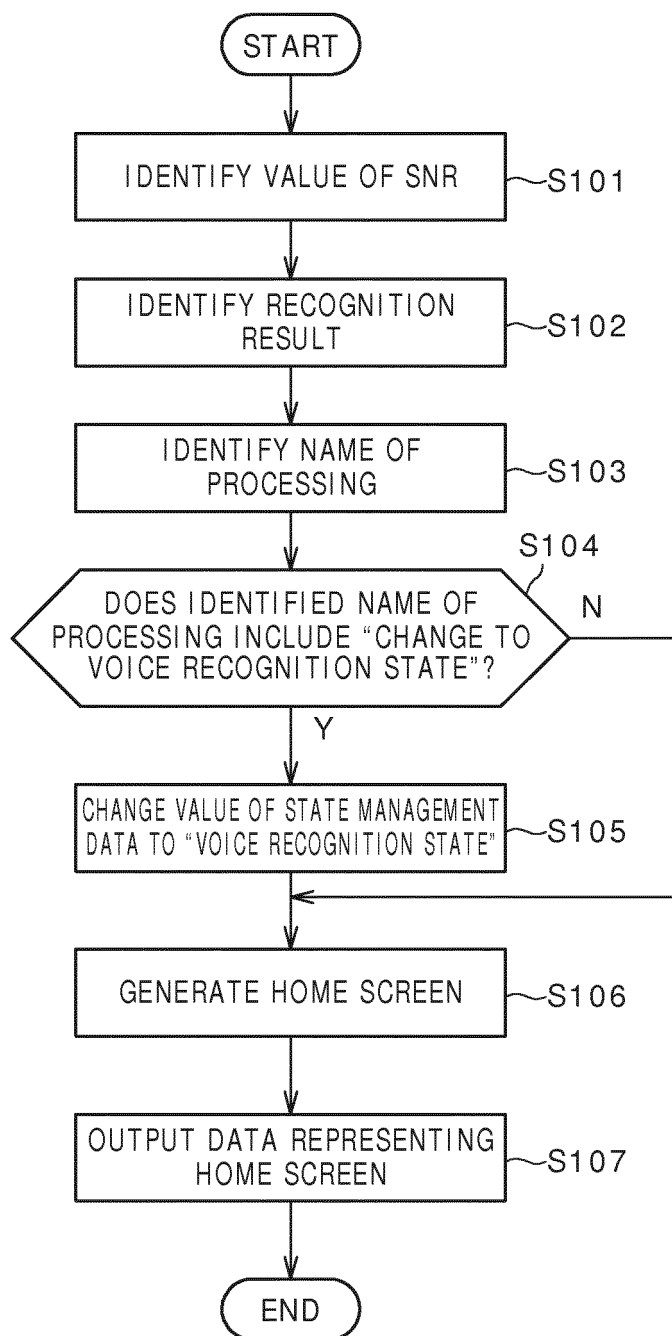 START
IDENTIFY VALUE OF SNR
S101
IDENTIFY RECOGNITION
RESULT
S102
IDENTIFY NAME OF
PROCESSING
S103
S104
DOES IDENTIFIED NAME OF
PROCESSING INCLUDE “CHANGE TO
VOICE RECOGNITION STATE”?
N
Y
CHANGE VALUE OF STATE MANAGEMENT
DATA TO “VOICE RECOGNITION STATE”
S105
GENERATE HOME SCREEN
S106
OUTPUT DATA REPRESENTING
HOME SCREEN
S107
END